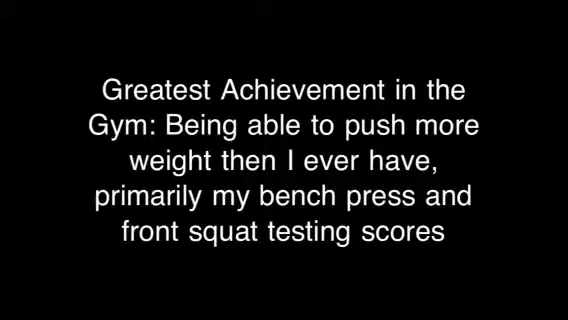 Greatest Achievement in the
Gym: Being able to push more
weight then I ever have,
primarily my bench press and
front squat testing scores